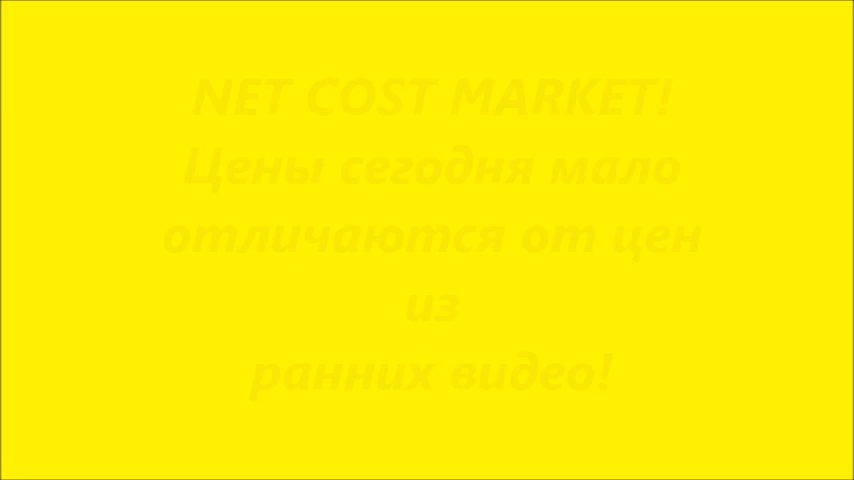 NET COST MARKET!
Цены сегодня мало
отличаются от цен
из
ранних видео!